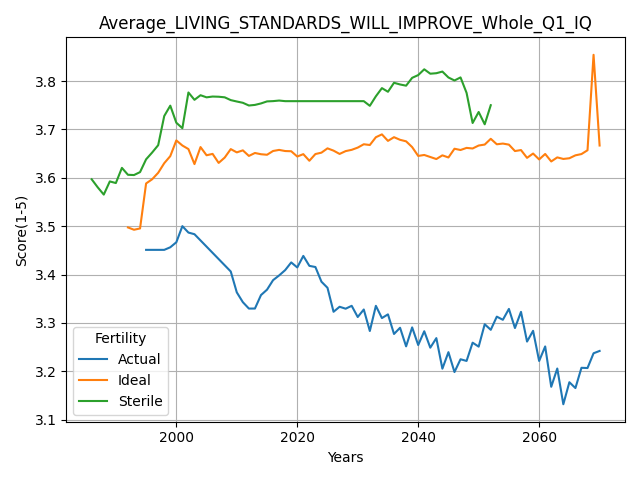 Average_LIVING_STANDARDS_WILL_IMPROVE_Whole_Q1_IQ
Score(1-5)
3.8
3.7
3.6
3.5
3.4
3.3
3.2
3.1
Fertility
Actual
Ideal
Sterile
2000 2020 2040 2060
Years